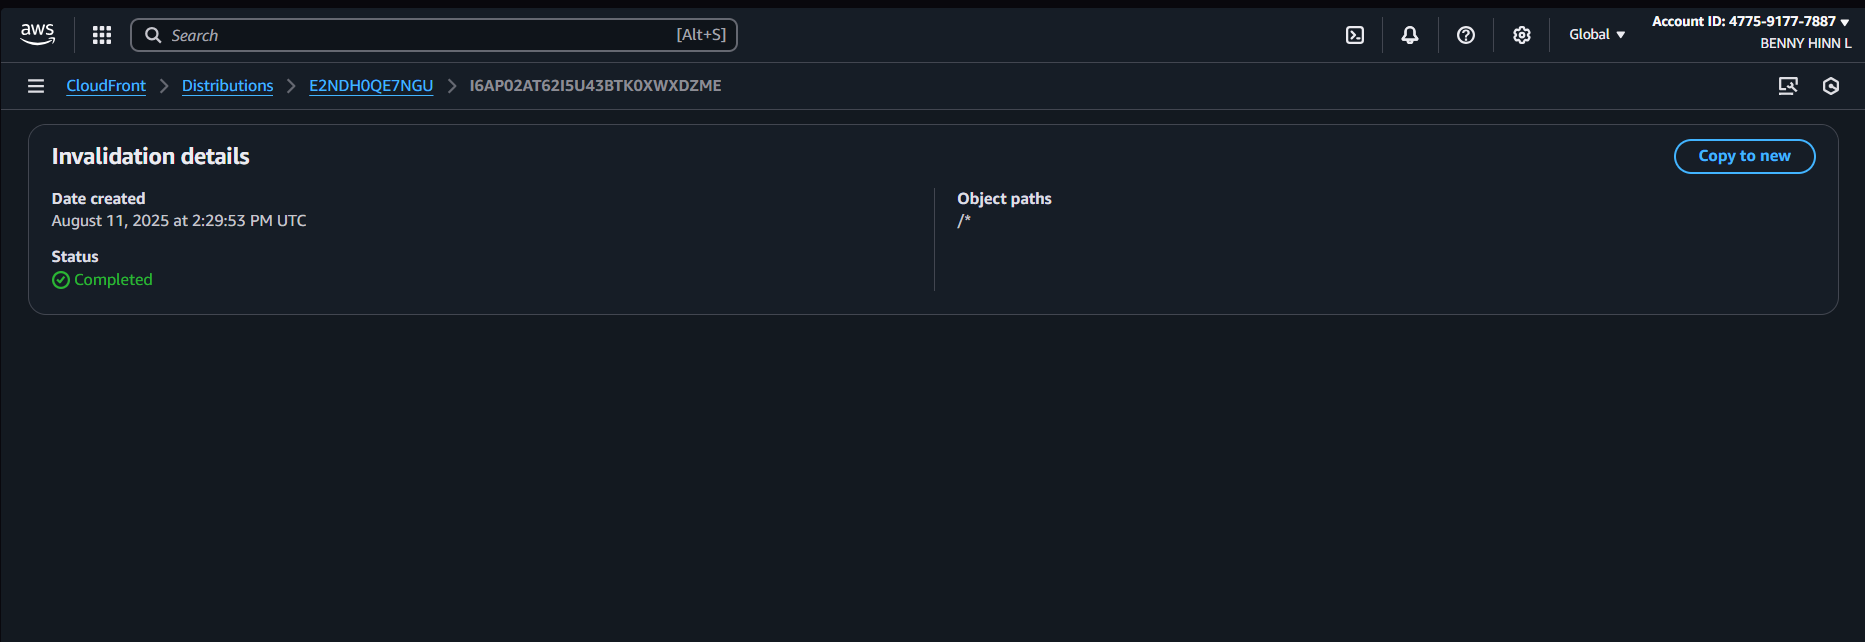 aws
Search [Alt+S]
Global
Account ID: 4775-9177-7887
BENNY HINN L
CloudFront
Distributions
E2NDH0QE7NGU
I6AP02AT62I5U43BTK0XWXDZME
Invalidation details
Copy to new
Date created
August 11, 2025 at 2:29:53 PM UTC
Status
Completed
Object paths
/*